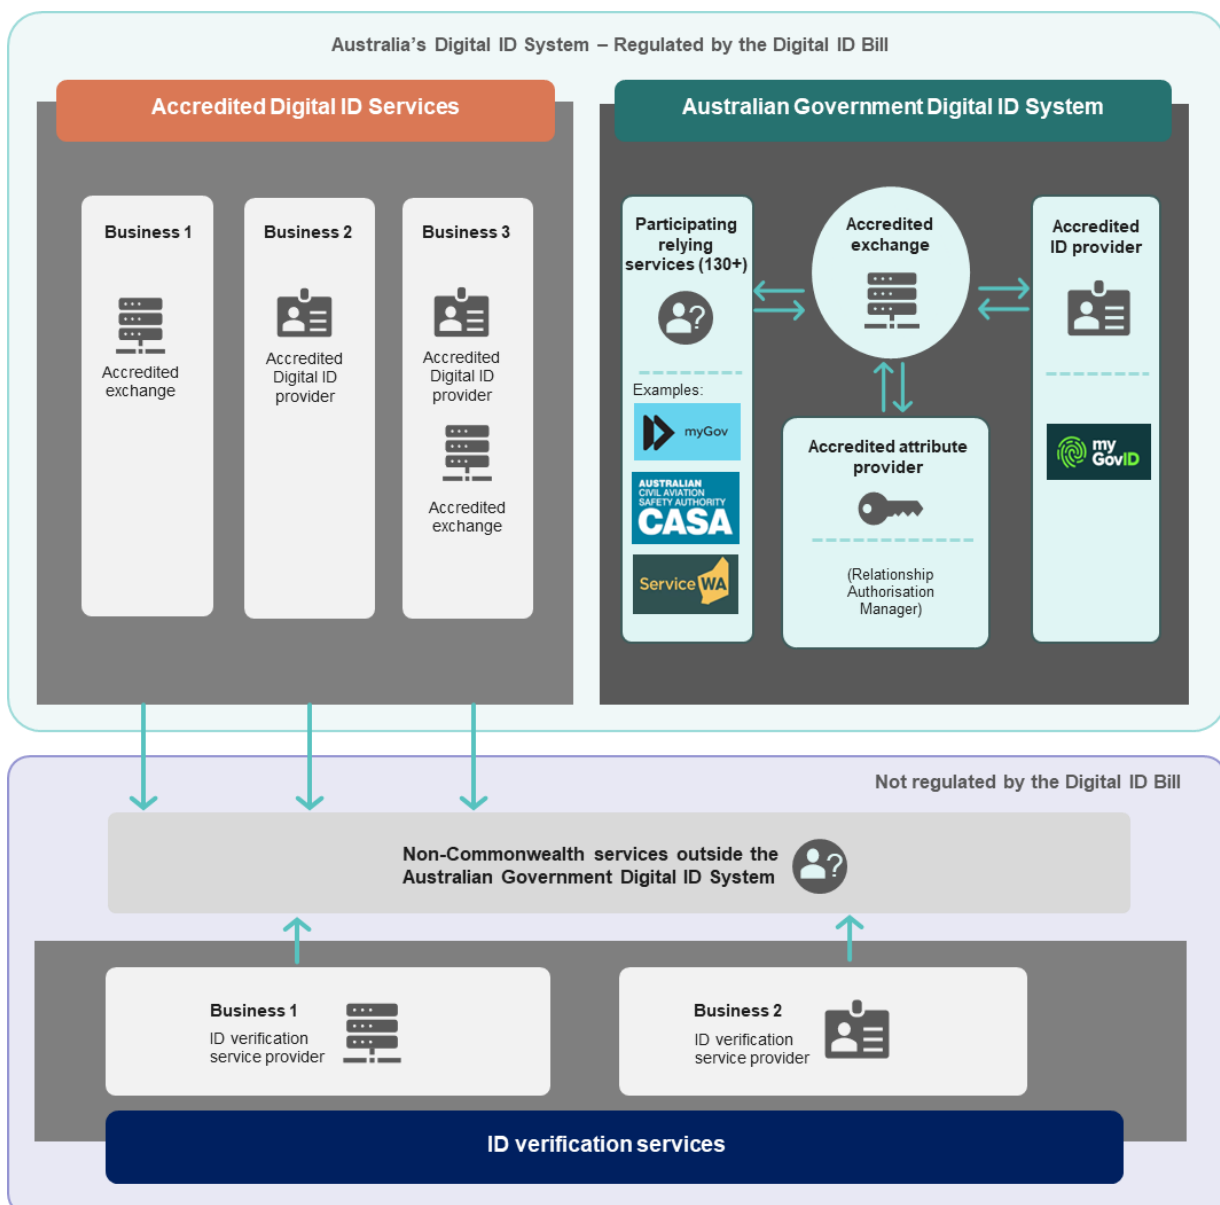 Australia's Digital ID System – Regulated by the Digital ID Bill
Accredited Digital ID Services
Business 1
Accredited
exchange
Business 2
Accredited
Digital ID
provider
Business 3
Accredited
Digital ID
provider
Accredited
exchange
Australian Government Digital ID System
Participating
relying
services (130+)
?
Examples:
myGov
AUSTRALIAN
CIVIL AVIATION
SAFETY AUTHORITY
CASA
Service WA
Accredited
exchange
Accredited attribute
provider
(Relationship
Authorisation
Manager)
Accredited
ID provider
my
GovID
Not regulated by the Digital ID Bill
Non-Commonwealth services outside the
Australian Government Digital ID System
?
Business 1
ID verification
service provider
Business 2
ID verification
service provider
ID verification services